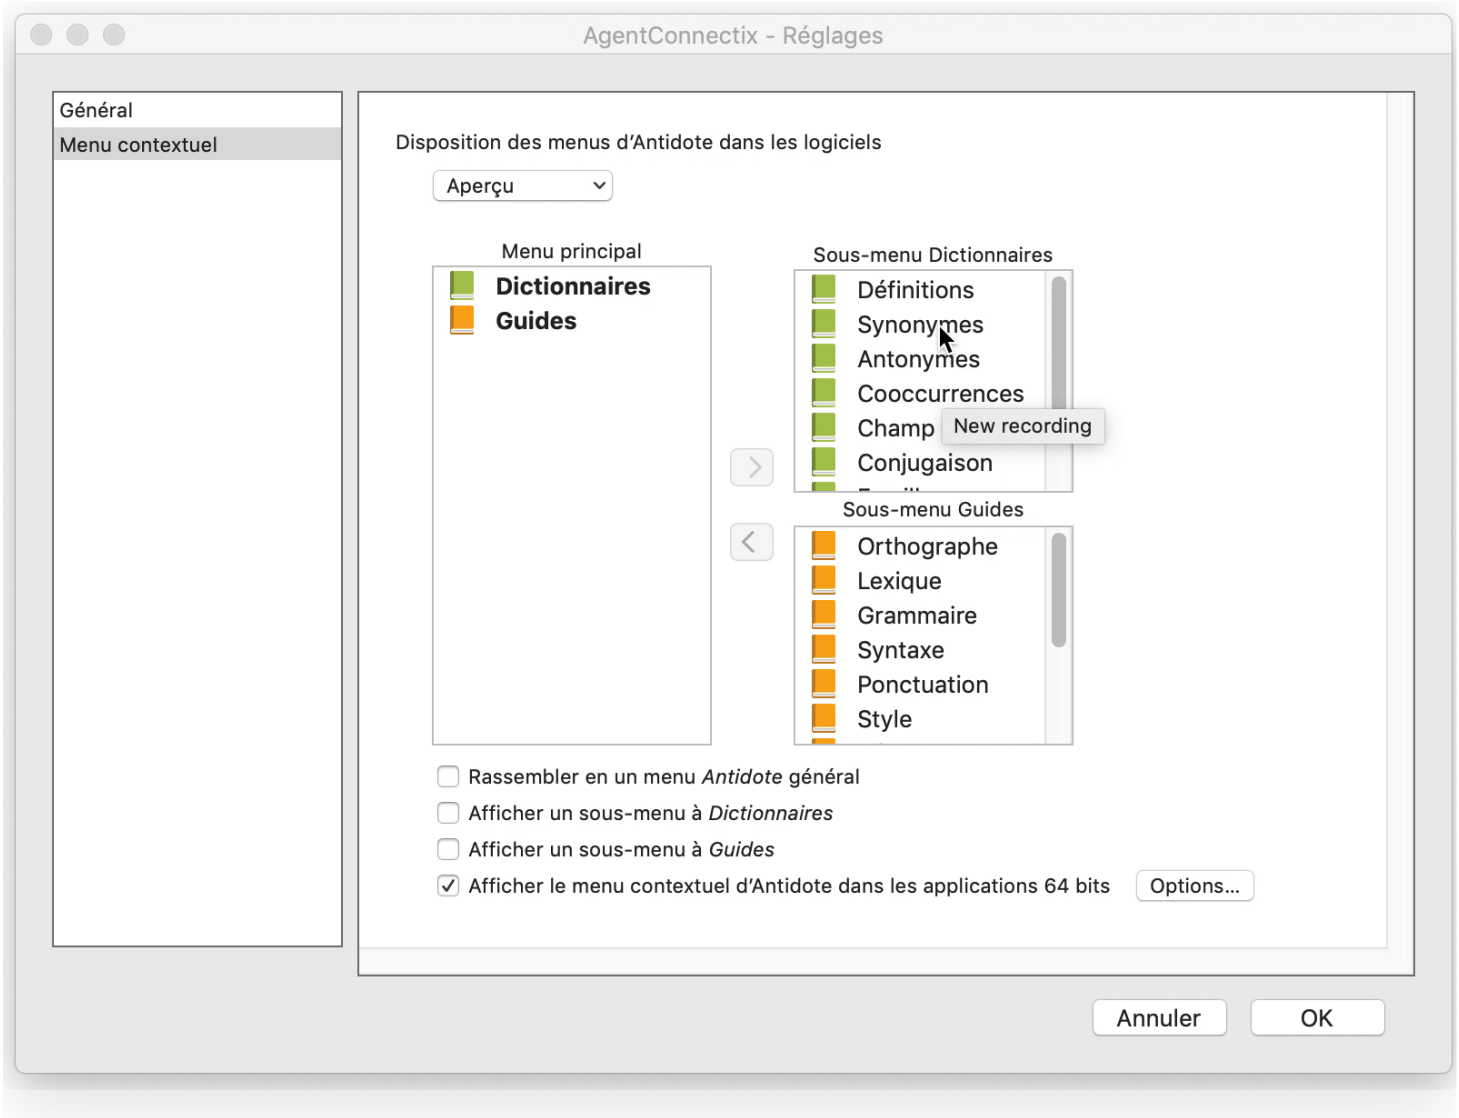 AgentConnectix - Réglages
Général
Menu contextuel
Disposition des menus d’Antidote dans les logiciels
Aperçu
Menu principal
Dictionnaires
Guides
Sous-menu Dictionnaires
Définitions
Synonymes
Antonymes
Cooccurrences
Champ
New recording
Conjugaison
Sous-menu Guides
Orthographe
Lexique
Grammaire
Syntaxe
Ponctuation
Style
Rassembler en un menu Antidote général
Afficher un sous-menu à Dictionnaires
Afficher un sous-menu à Guides
Afficher le menu contextuel d’Antidote dans les applications 64 bits
Options...
Annuler
OK